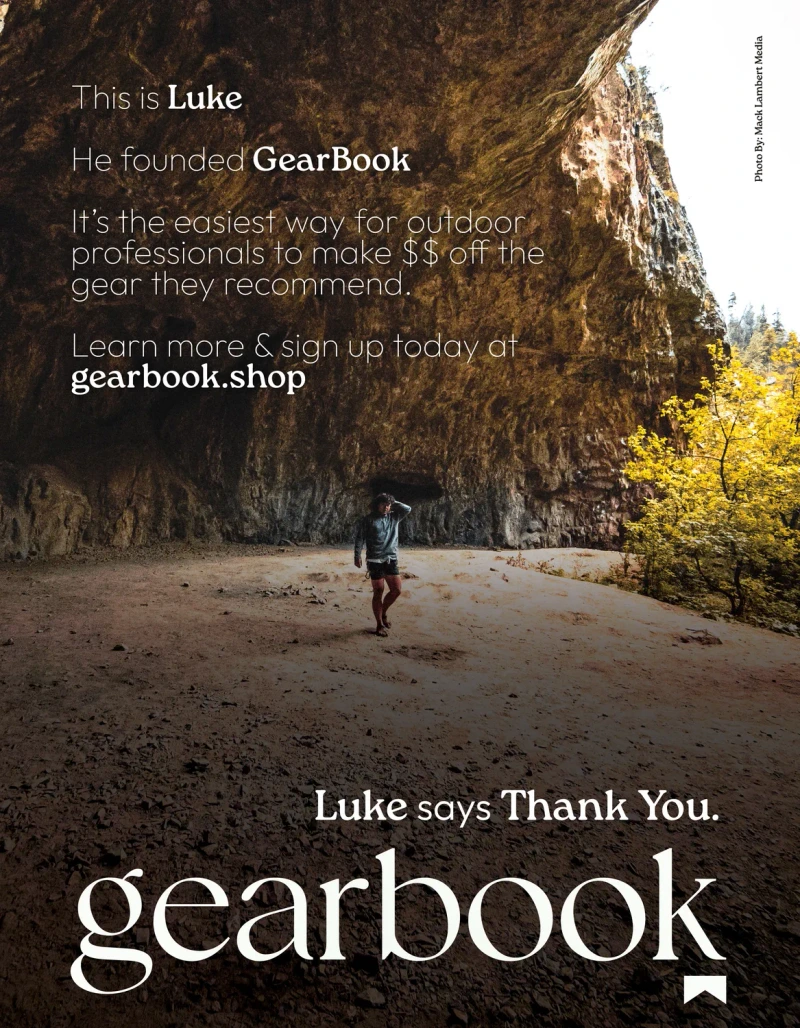 This is Luke
He founded GearBook
It's the easiest way for outdoor
professionals to make $$ off the
gear they recommend.
Learn more & sign up today at
gearbook.shop
Photo By: Mack Lambert Media
Luke says Thank You.
gearbook